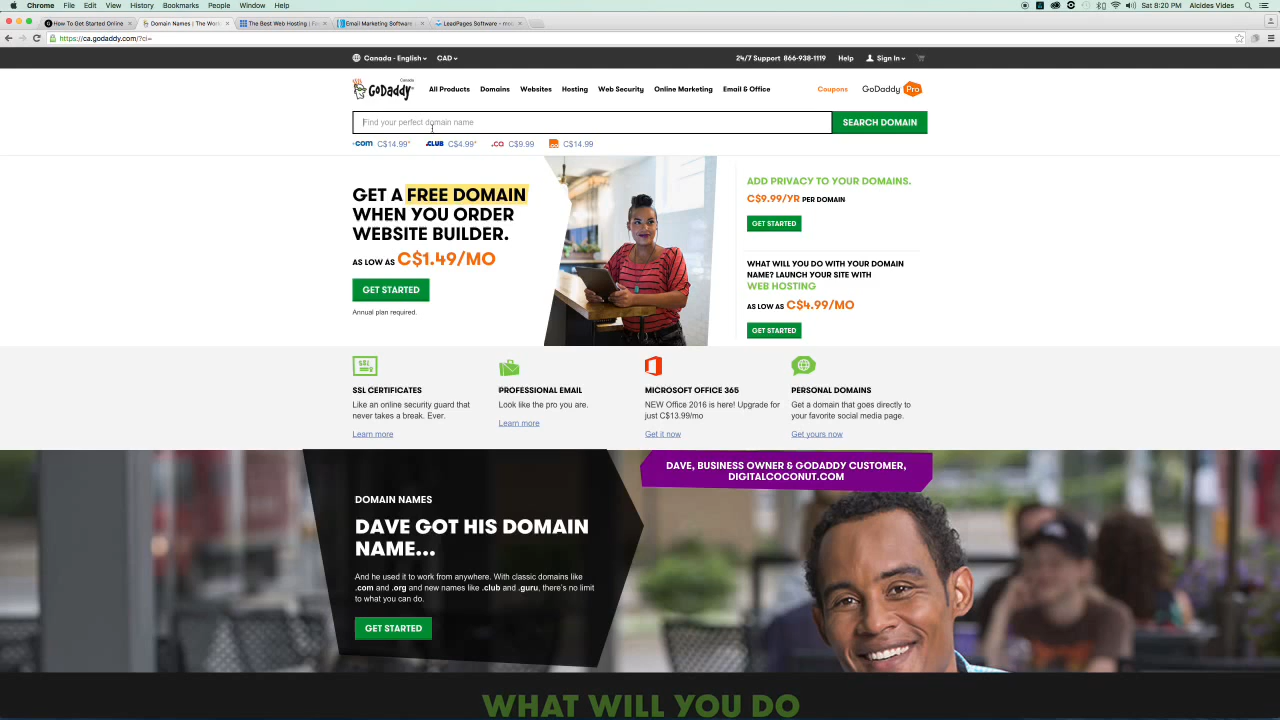 Chrome File Edit View History Bookmarks People Window Help
Sat 8:20 PM Alcides Vides
How To Get Started Online
Domain Names | The Worl
The Best Web Hosting | Fa
Email Marketing Software
LeadPages Software - mo
https://ca.godaddy.com/?ci=
Canada - English CAD
24/7 Support 866-938-1119 Help Sign In
Canada
GoDaddy
All Products Domains Websites Hosting Web Security Online Marketing Email & Office
Coupons GoDaddy Pro
Find your perfect domain name
SEARCH DOMAIN
.com C$14.99* .CLUB C$4.99* .co C$9.99 C$14.99
GET A FREE DOMAIN
WHEN YOU ORDER
WEBSITE BUILDER.
AS LOW AS C$1.49/MO
GET STARTED
Annual plan required.
ADD PRIVACY TO YOUR DOMAINS.
C$9.99/YR PER DOMAIN
GET STARTED
WHAT WILL YOU DO WITH YOUR DOMAIN
NAME? LAUNCH YOUR SITE WITH
WEB HOSTING
AS LOW AS C$4.99/MO
GET STARTED
SSL CERTIFICATES
Like an online security guard that
never takes a break. Ever.
Learn more
PROFESSIONAL EMAIL
Look like the pro you are.
Learn more
MICROSOFT OFFICE 365
NEW Office 2016 is here! Upgrade for
just C$13.99/mo
Get it now
PERSONAL DOMAINS
Get a domain that goes directly to
your favorite social media page.
Get yours now
DAVE, BUSINESS OWNER & GODADDY CUSTOMER,
DIGITALCOCONUT.COM
DOMAIN NAMES
DAVE GOT HIS DOMAIN
NAME...
And he used it to work from anywhere. With classic domains like
.com and .org and new names like .club and .guru, there's no limit
to what you can do.
GET STARTED
WHAT WILL YOU DO